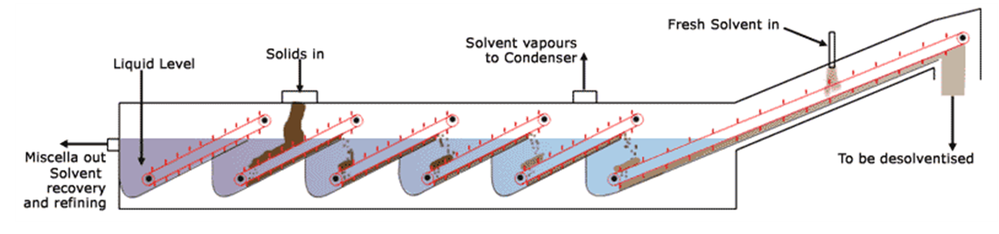 Liquid Level
Solids in
Solvent vapours
to Condenser
Fresh Solvent in
Miscella out
Solvent
recovery
and refining
To be desolventised